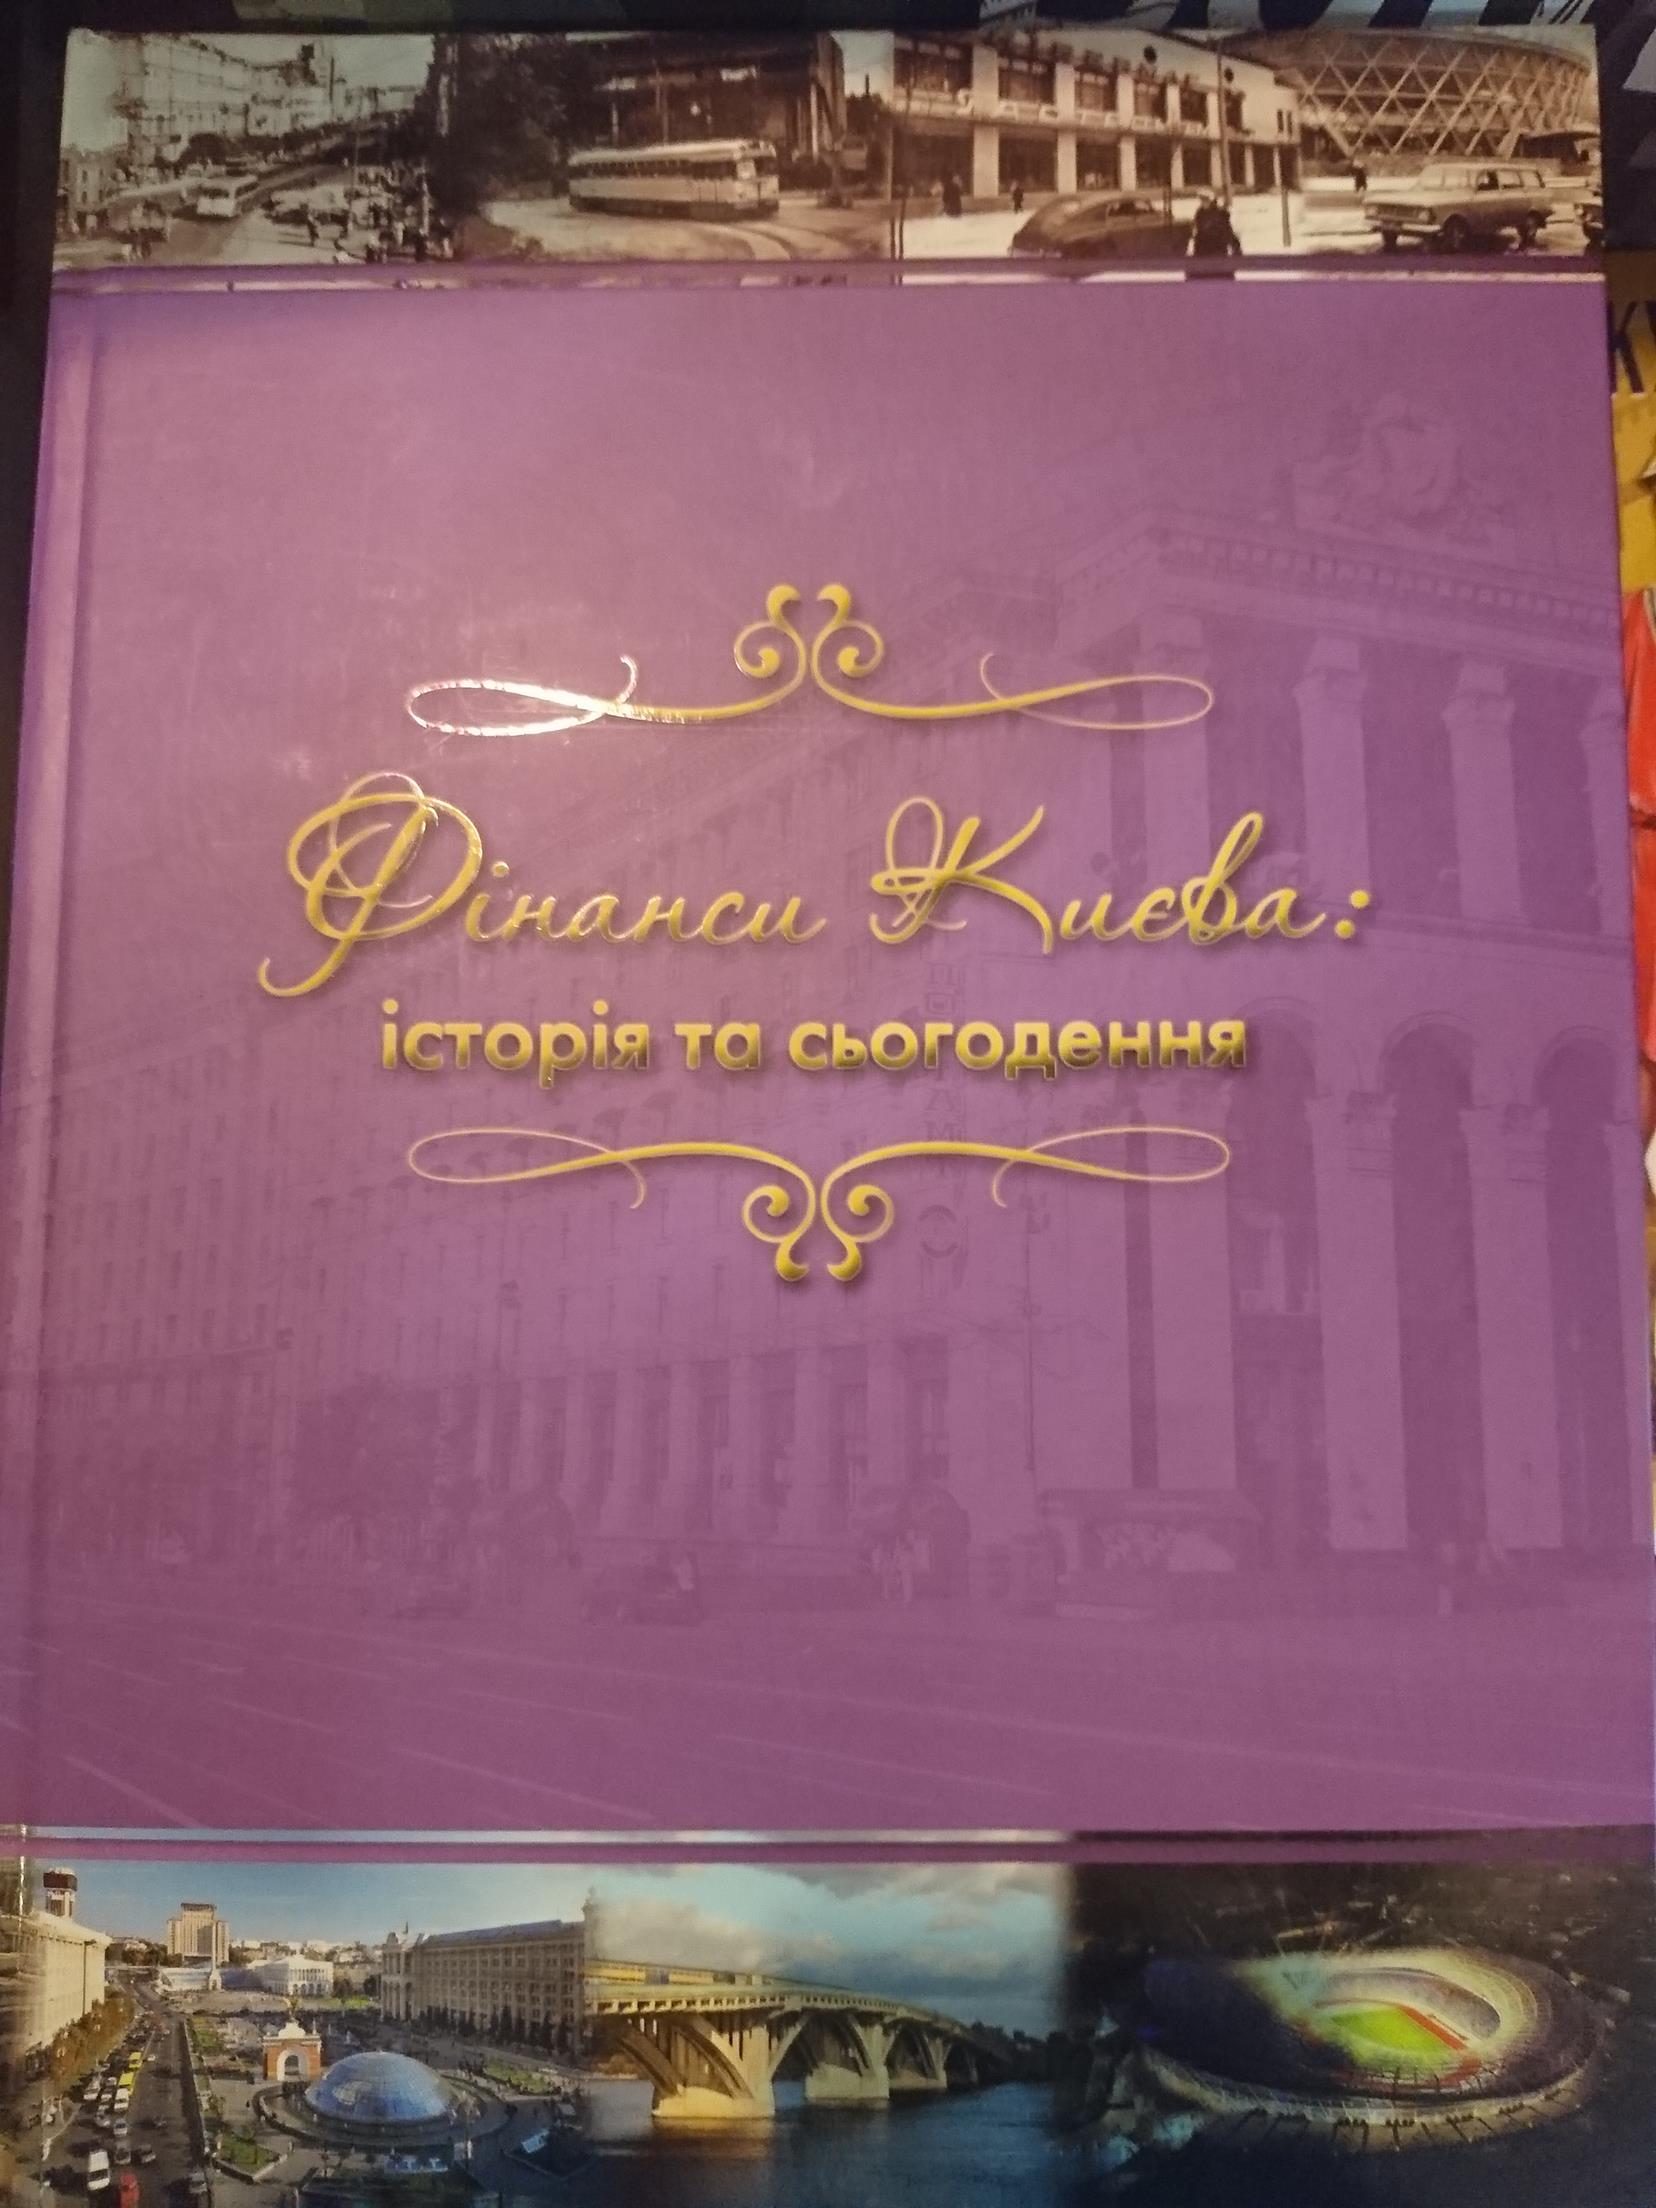 Фінанси Києва:
історія та сьогодення